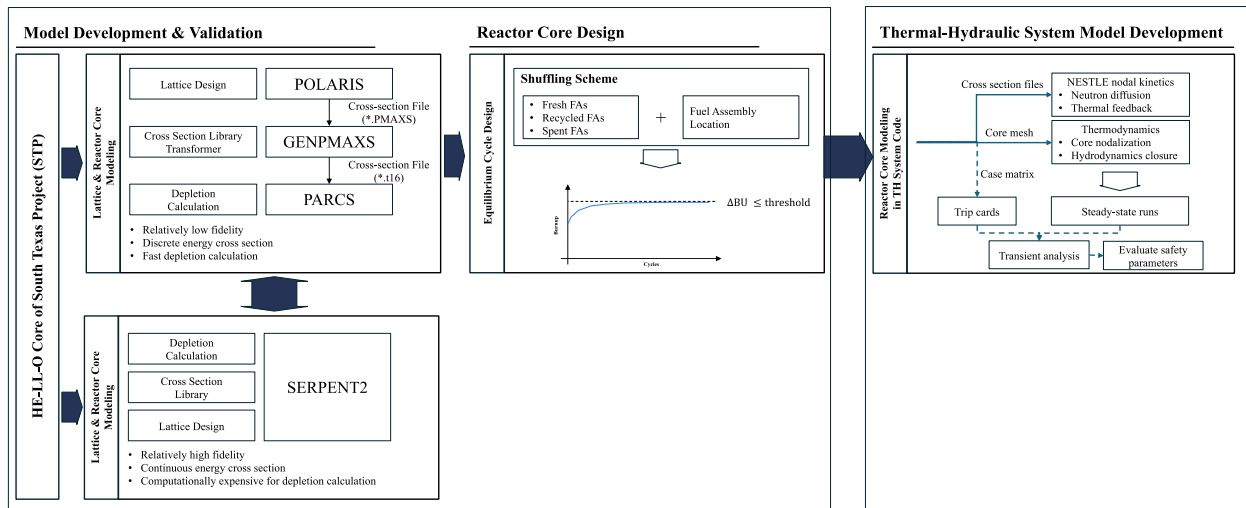 Model Development & Validation
HE-LL-O Core of South Texas Project (STP)
Lattice & Reactor Core
Modeling
Lattice Design
POLARIS
Cross-section File
(*.PMAXS)
Cross Section Library
Transformer
GENPMAXS
Cross-section File
(*.t16)
Depletion
Calculation
PARCS
• Relatively low fidelity
• Discrete energy cross section
• Fast depletion calculation
Lattice & Reactor Core
Modeling
Depletion
Calculation
Cross Section
Library
Lattice Design
SERPENT2
• Relatively high fidelity
• Continuous energy cross section
• Computationally expensive for depletion calculation
Reactor Core Design
Equilibrium Cycle Design
Shuffling Scheme
• Fresh FAs
• Recycled FAs
• Spent FAs
+
Fuel Assembly
Location
Burnup
ΔBU ≤ threshold
Cycles
Thermal-Hydraulic System Model Development
Reactor Core Modeling
in TH System Code
Cross section files
NESTLE nodal kinetics
• Neutron diffusion
• Thermal feedback
Core mesh
Thermodynamics
• Core nodalization
• Hydrodynamics closure
Case matrix
Trip cards
Steady-state runs
Transient analysis
Evaluate safety
parameters